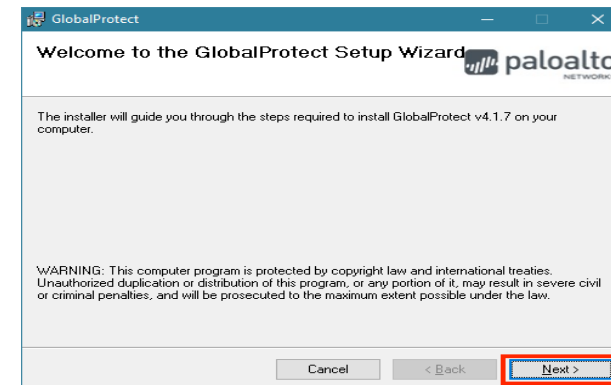 GlobalProtect
Welcome to the GlobalProtect Setup Wizard
paloalto
NETWORKS
The installer will guide you through the steps required to install GlobalProtect v4.1.7 on your
computer.
WARNING: This computer program is protected by copyright law and international treaties.
Unauthorized duplication or distribution of this program, or any portion of it, may result in severe civil
or criminal penalties, and will be prosecuted to the maximum extent possible under the law.
Cancel
< Back
Next >